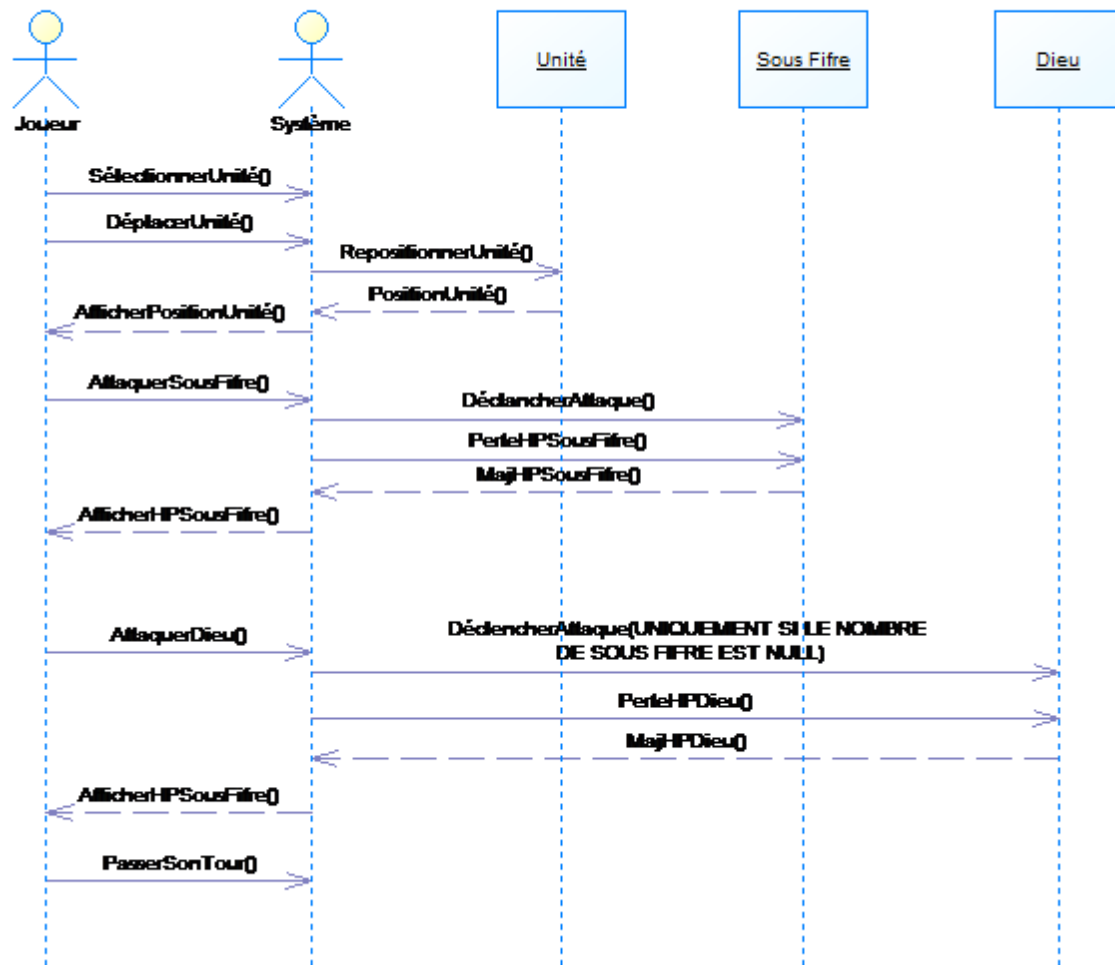 Unité
Sous Fifre
Dieu
Joueur
Système
SélectionnerUnité()
DéplacerUnité()
RepositionnerUnité()
PositionUnité()
AfficherPositionUnité()
AttaquerSousFifre()
DéclancherAttaque()
PerteHPSousFifre()
MajHPSousFifre()
AfficherHPSousFifre()
AttaquerDieu()
DéclencherAttaque(UNIQUEMENT SI LE NOMBRE
DE SOUS FIFRE EST NULL)
PerteHPDieu()
MajHPDieu()
AfficherHPSousFifre()
PasserSonTour()